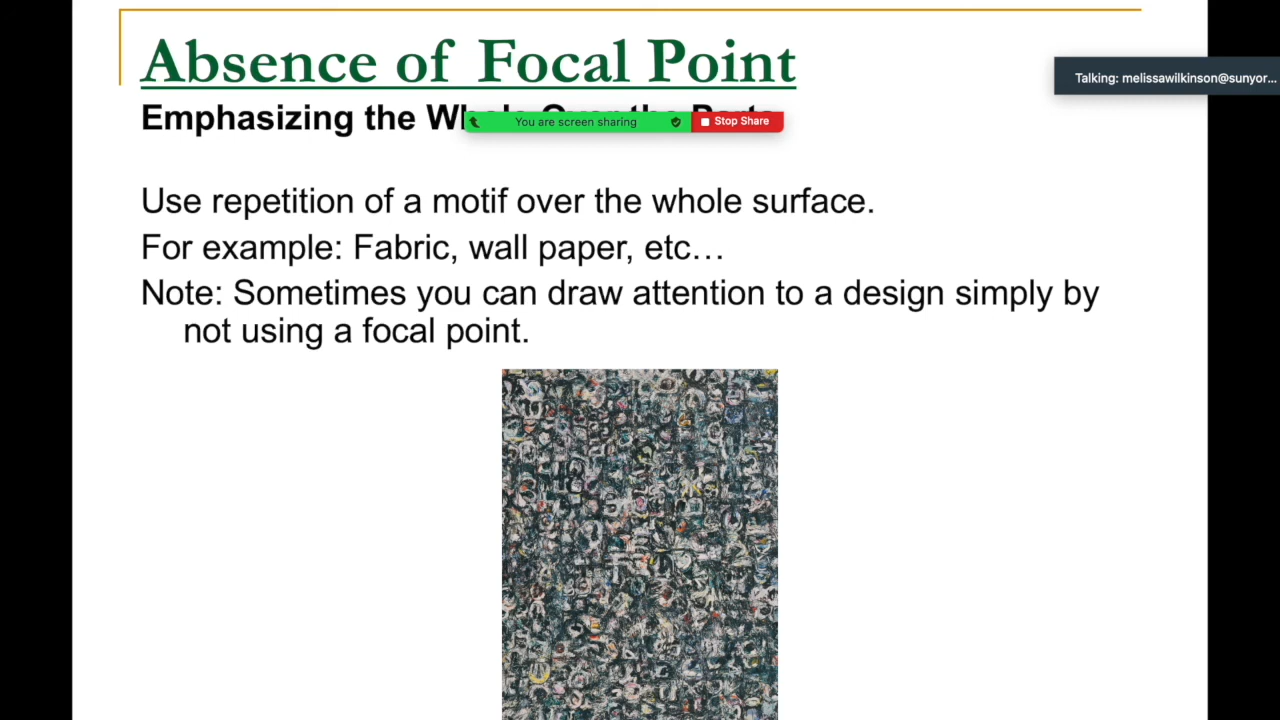 Absence of Focal Point
Talking: melissawilkinson@sunyor...
Emphasizing the
You are screen sharing
Stop Share
Use repetition of a motif over the whole surface.
For example: Fabric, wall paper, etc…
Note: Sometimes you can draw attention to a design simply by
not using a focal point.